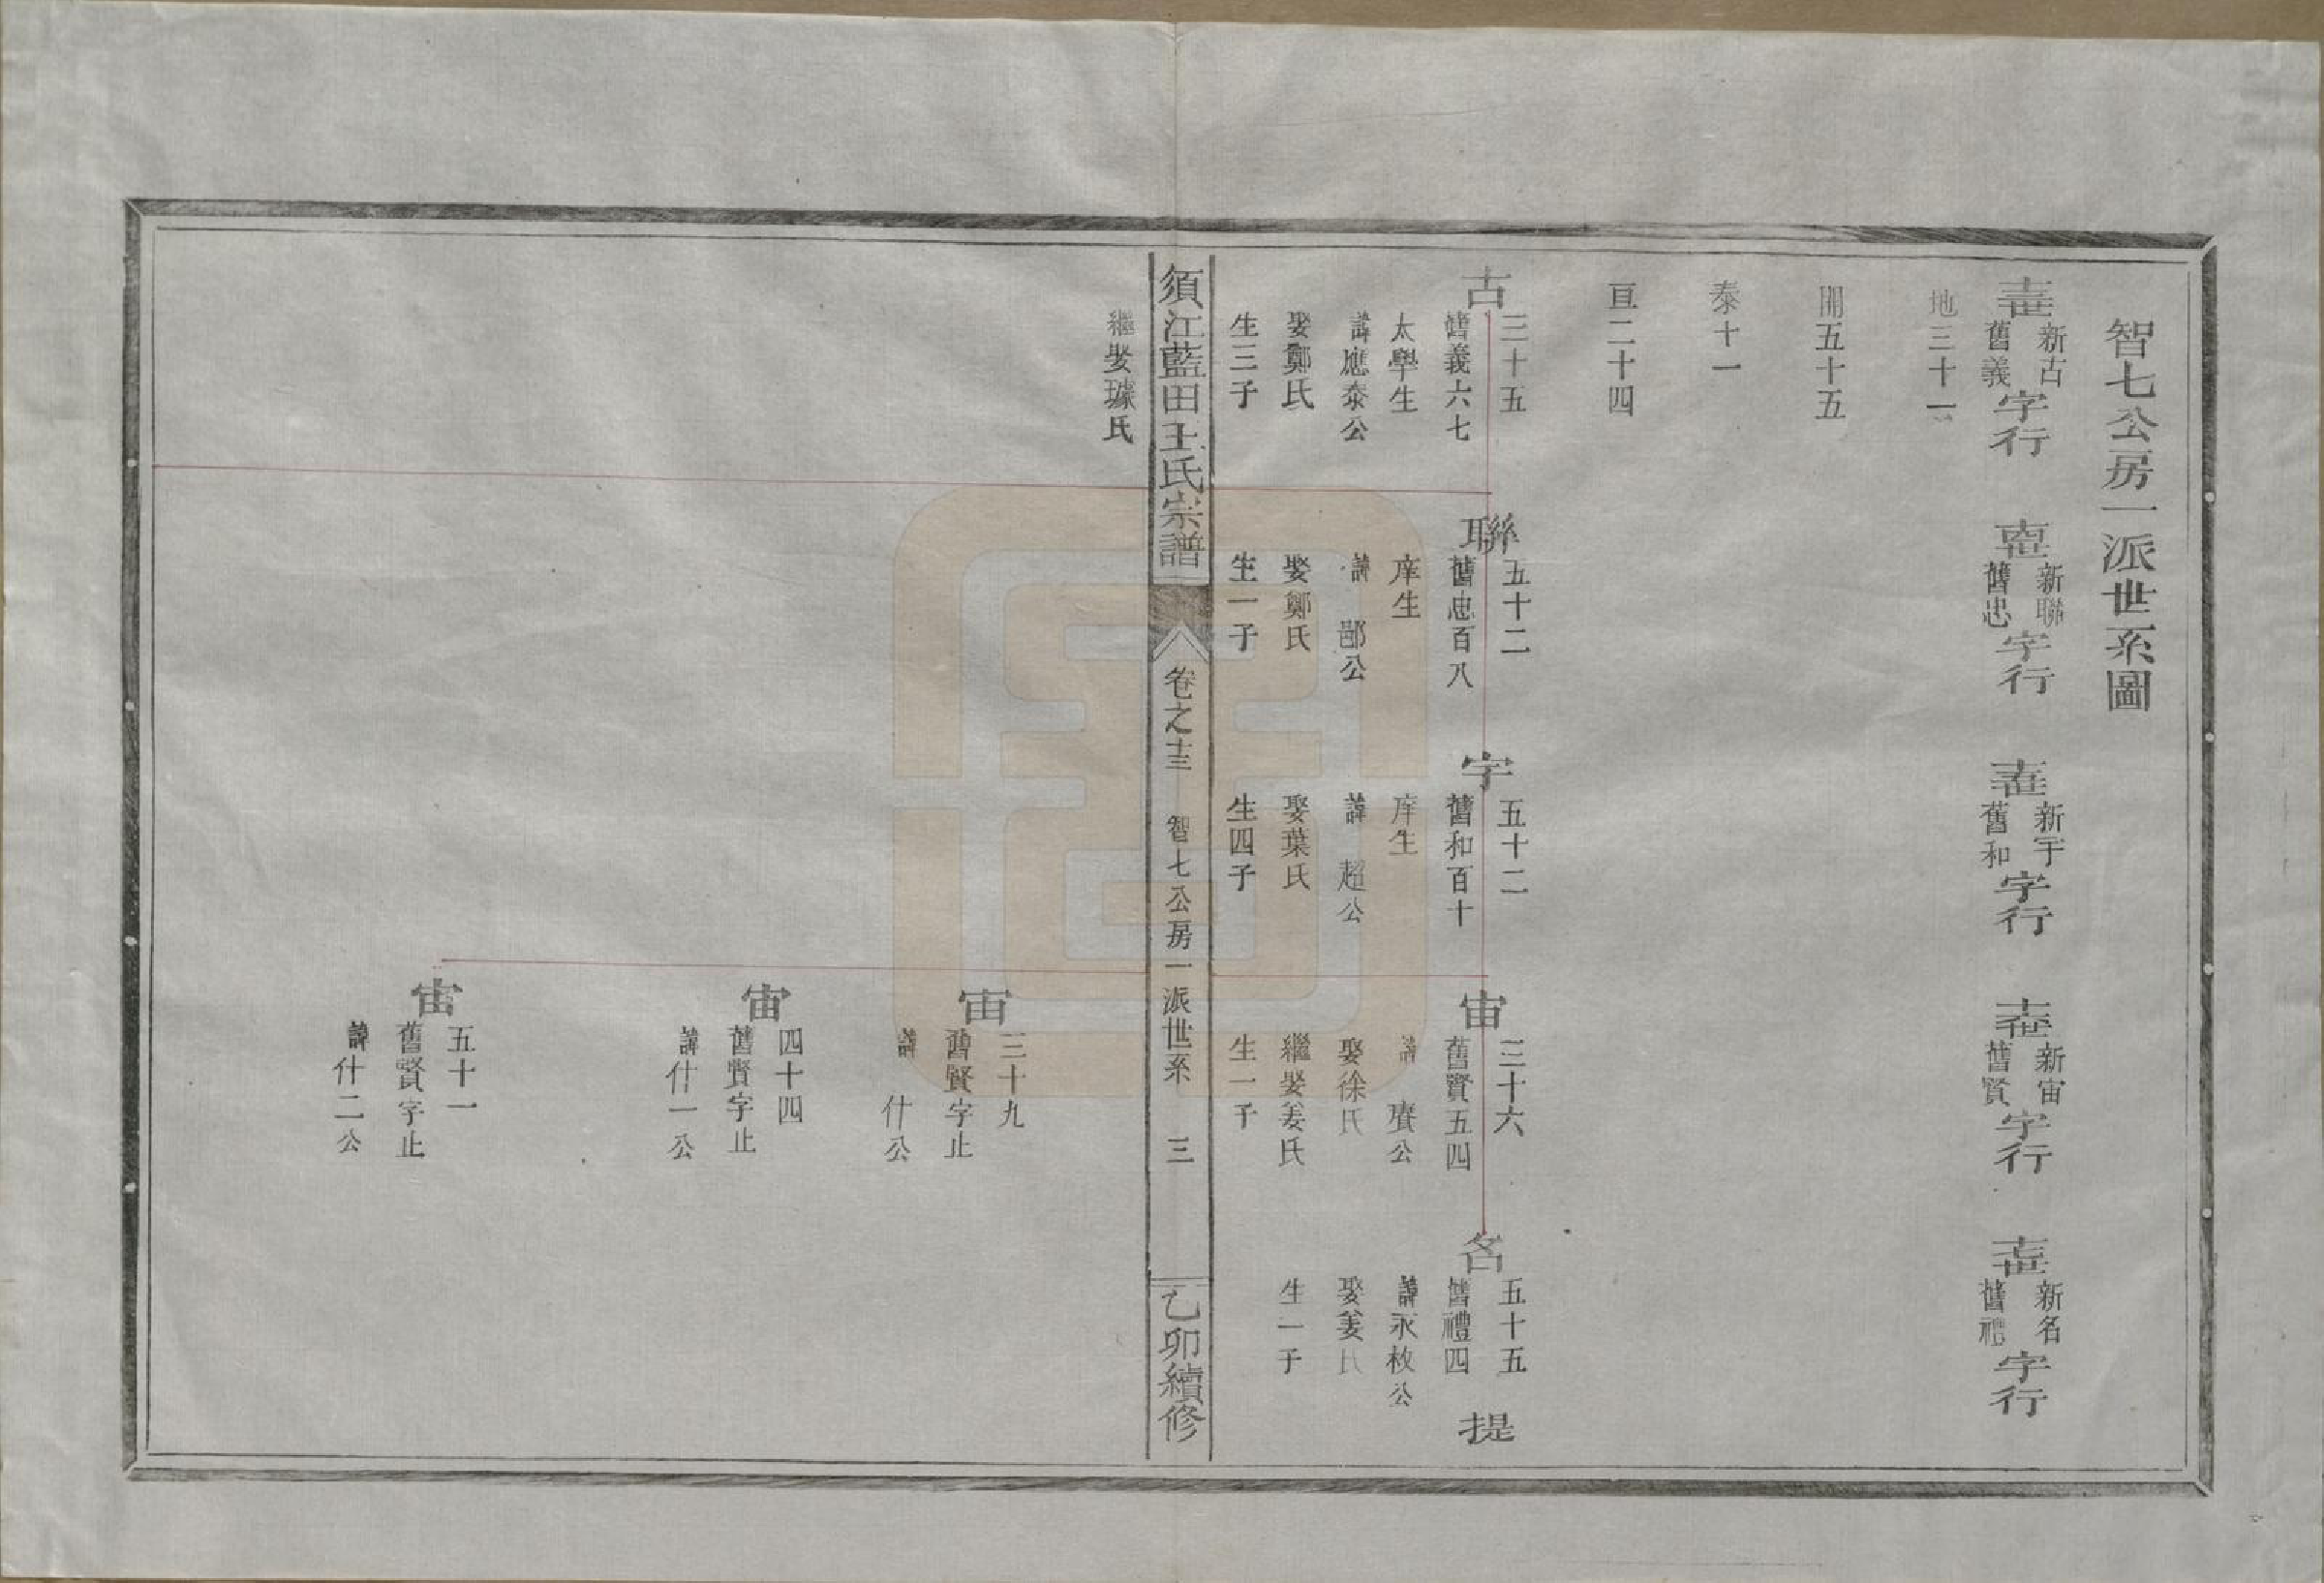 智七公房一派世系圖
新古
舊義
字行
新聯
舊忠
字行
新宇
舊和
字行
新宙
舊賢
字行
新名
舊禮
字行
地三十一
開五十五
泰十一
亘二十四
古
三十五
舊義六七
太學生
諱應泰公
娶鄭氏
生三子
繼娶璩氏
聯
五十二
舊忠百八
庠生
諱 公
娶鄭氏
生一子
宇
五十二
舊和百十
庠生
諱超公
娶葉氏
生四子
宙
三十六
舊賢五四
諱賡公
娶徐氏
繼娶姜氏
生一子
名
五十五
舊禮四
諱永枚公
娶姜氏
生一子
提
須江藍田王氏宗譜
卷之十三
智七公房一派世系
三
乙卯續修
宙
三十九
舊賢字止
諱什公
宙
四十四
舊賢字止
諱什一公
宙
五十一
舊賢字止
諱什二公